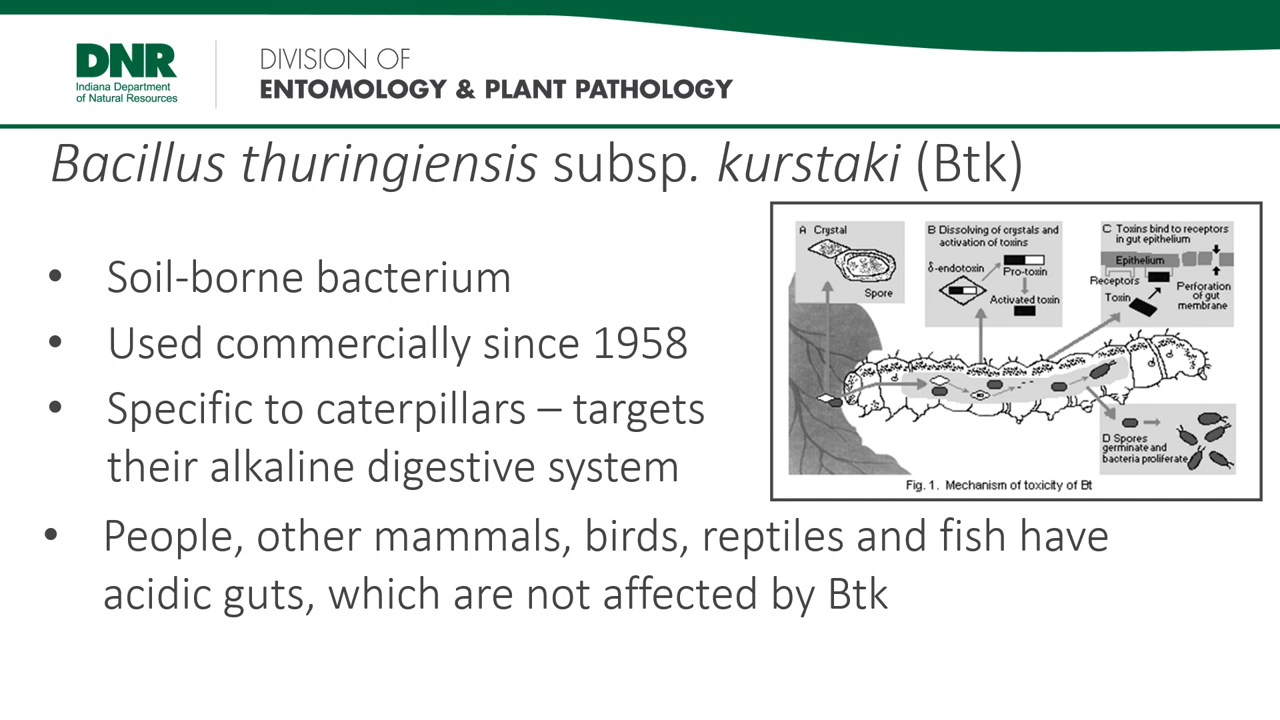 DNR
Indiana Department
of Natural Resources
DIVISION OF
ENTOMOLOGY & PLANT PATHOLOGY
Bacillus thuringiensis subsp. kurstaki (Btk)
• Soil-borne bacterium
• Used commercially since 1958
• Specific to caterpillars – targets
their alkaline digestive system
• People, other mammals, birds, reptiles and fish have
acidic guts, which are not affected by Btk
A Crystal
Spore
B Dissolving of crystals and
activation of toxins
δ-endotoxin
Pro-toxin
Activated toxin
C Toxins bind to receptors
in gut epithelium
Epithelium
Receptors
Toxin
Perforation
of gut
membrane
D Spores
germinate and
bacteria proliferate
Fig. 1. Mechanism of toxicity of Bt